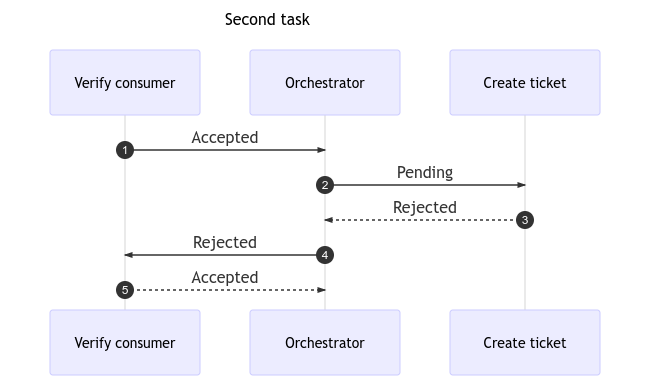 Second task
Verify consumer
Orchestrator
Create ticket
Accepted
1
Pending
2
Rejected
3
Rejected
4
Accepted
5
Verify consumer
Orchestrator
Create ticket